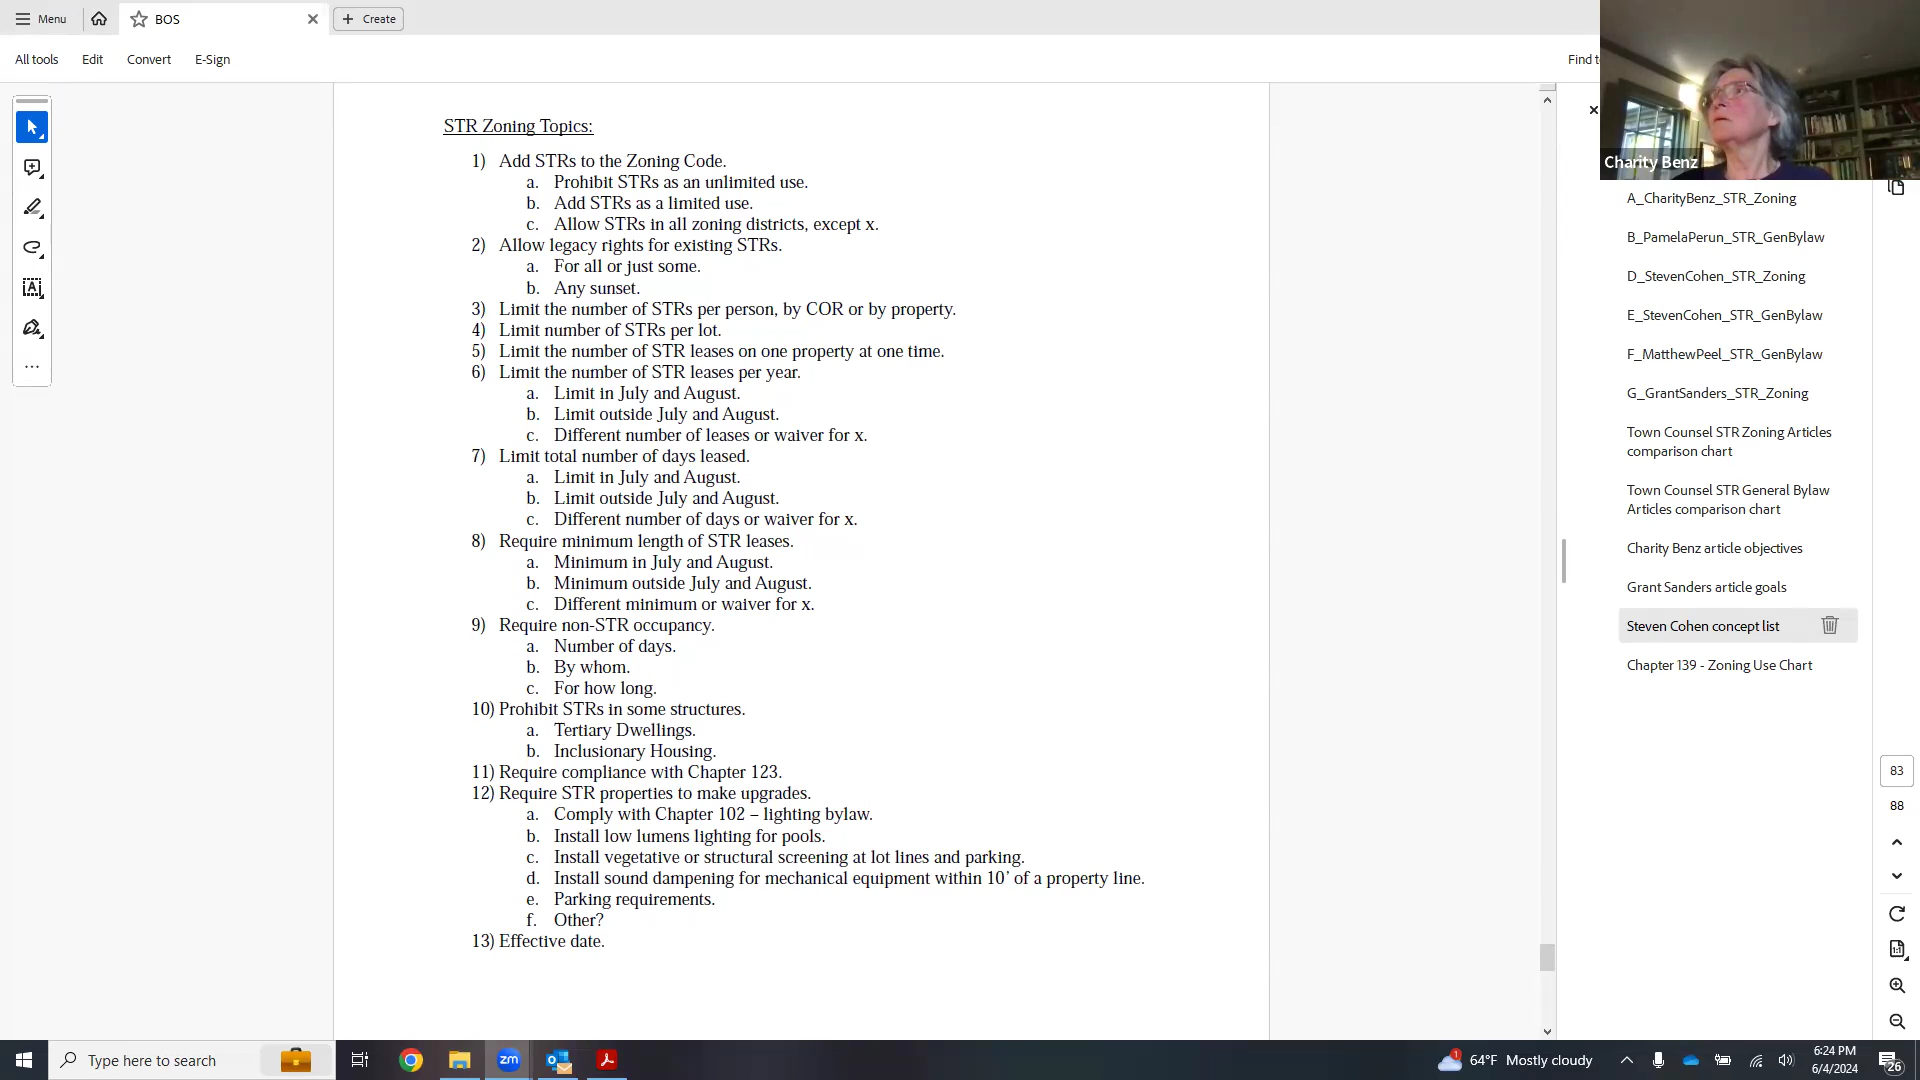 Menu
BOS
Create
All tools
Edit
Convert
E-Sign
Find t
Charity Benz
STR Zoning Topics:
1) Add STRs to the Zoning Code.
a. Prohibit STRs as an unlimited use.
b. Add STRs as a limited use.
c. Allow STRs in all zoning districts, except x.
2) Allow legacy rights for existing STRs.
a. For all or just some.
b. Any sunset.
3) Limit the number of STRs per person, by COR or by property.
4) Limit number of STRs per lot.
5) Limit the number of STR leases on one property at one time.
6) Limit the number of STR leases per year.
a. Limit in July and August.
b. Limit outside July and August.
c. Different number of leases or waiver for x.
7) Limit total number of days leased.
a. Limit in July and August.
b. Limit outside July and August.
c. Different number of days or waiver for x.
8) Require minimum length of STR leases.
a. Minimum in July and August.
b. Minimum outside July and August.
c. Different minimum or waiver for x.
9) Require non-STR occupancy.
a. Number of days.
b. By whom.
c. For how long.
10) Prohibit STRs in some structures.
a. Tertiary Dwellings.
b. Inclusionary Housing.
11) Require compliance with Chapter 123.
12) Require STR properties to make upgrades.
a. Comply with Chapter 102 – lighting bylaw.
b. Install low lumens lighting for pools.
c. Install vegetative or structural screening at lot lines and parking.
d. Install sound dampening for mechanical equipment within 10’ of a property line.
e. Parking requirements.
f. Other?
13) Effective date.
A_CharityBenz_STR_Zoning
B_PamelaPerun_STR_GenBylaw
D_StevenCohen_STR_Zoning
E_StevenCohen_STR_GenBylaw
F_MatthewPeel_STR_GenBylaw
G_GrantSanders_STR_Zoning
Town Counsel STR Zoning Articles
comparison chart
Town Counsel STR General Bylaw
Articles comparison chart
Charity Benz article objectives
Grant Sanders article goals
Steven Cohen concept list
Chapter 139 - Zoning Use Chart
83
88
Type here to search
zm
1
64°F Mostly cloudy
6:24 PM
6/4/2024
26